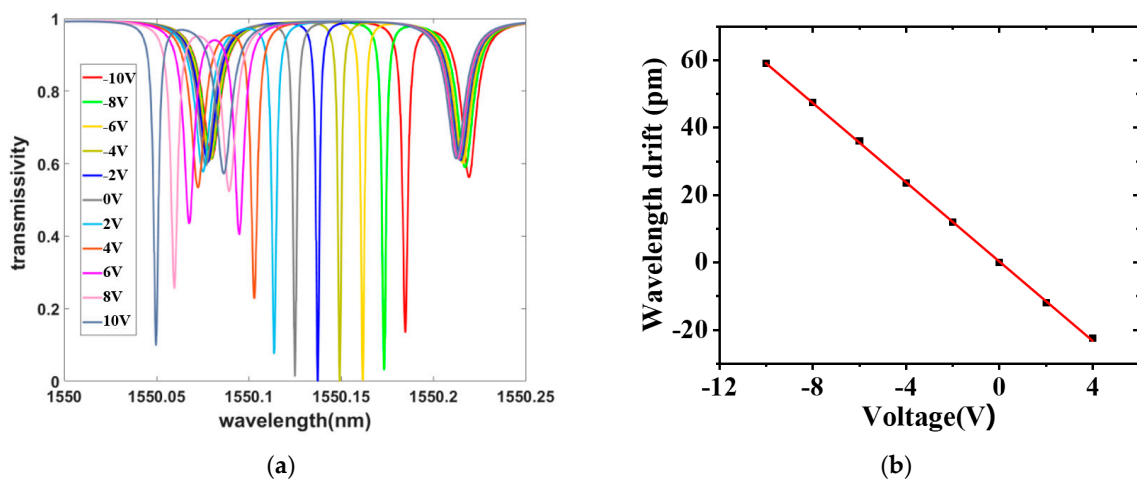 1
0.8
0.6
0.4
0.2
0
transmissivity
−10V
−8V
−6V
−4V
−2V
0V
2V
4V
6V
8V
10V
1550 1550.05 1550.1 1550.15 1550.2 1550.25
wavelength(nm)
(a)
60
40
20
0
-20
Wavelength drift (pm)
-12 -8 -4 0 4
Voltage(V)
(b)